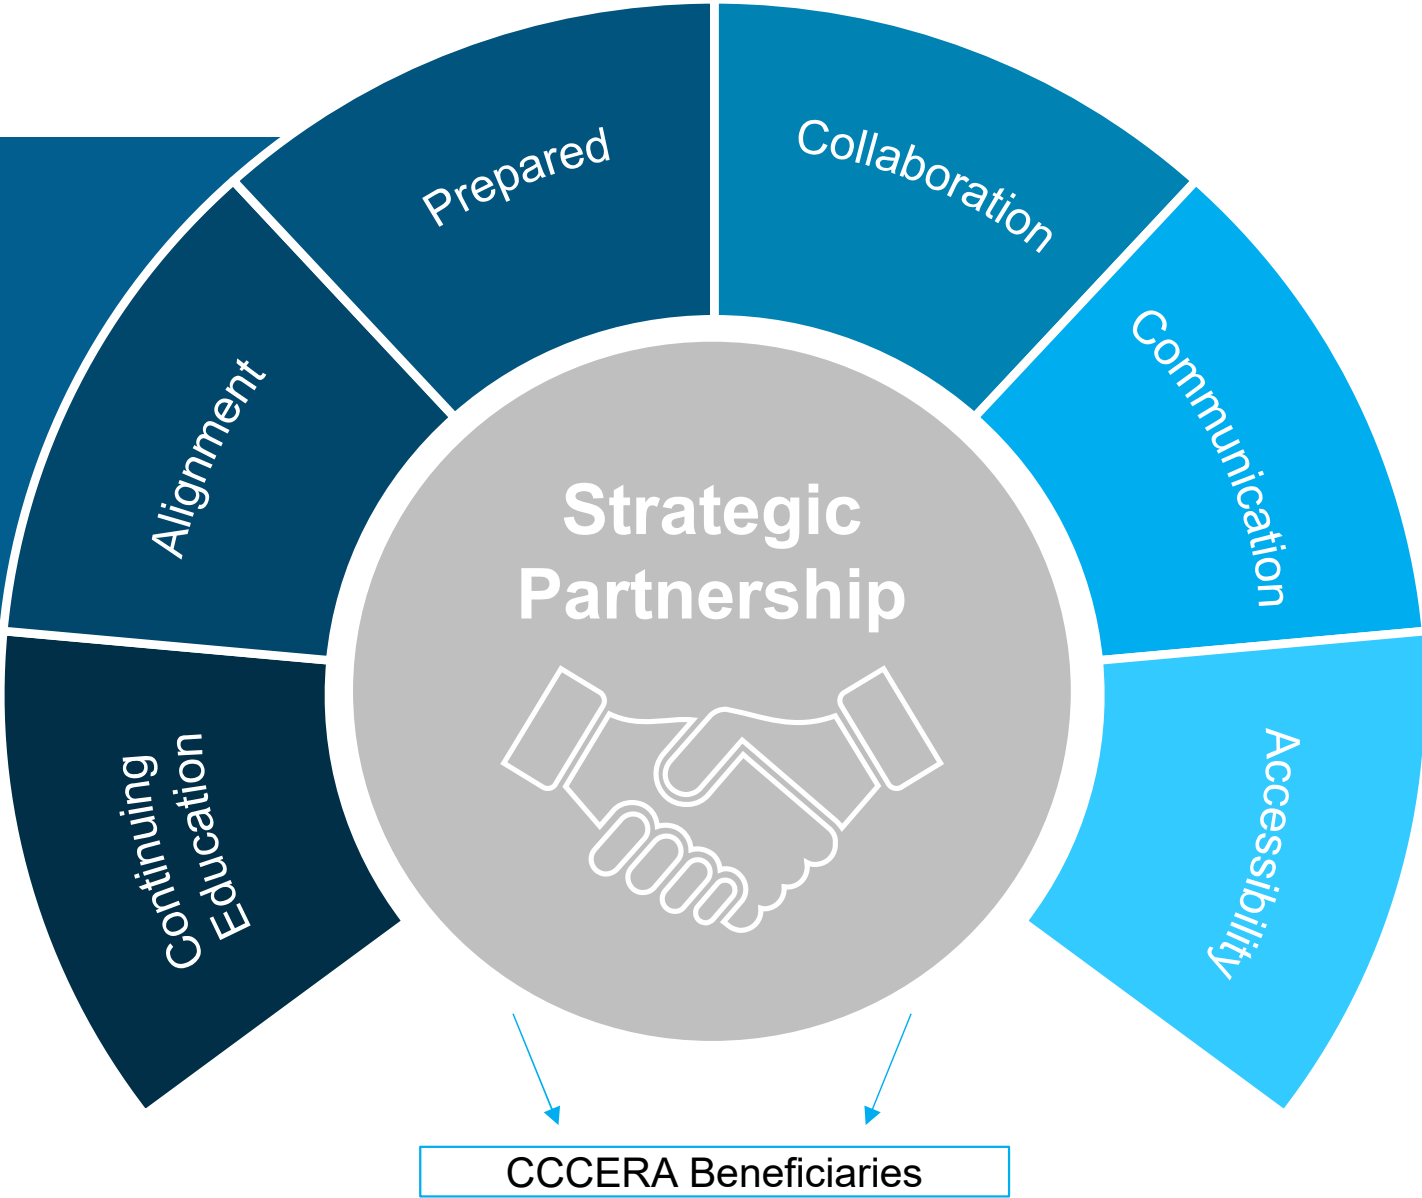 Prepared
Collaboration
Alignment
Communication
Strategic
Partnership
Continuing
Education
Accessibility
CCCERA Beneficiaries